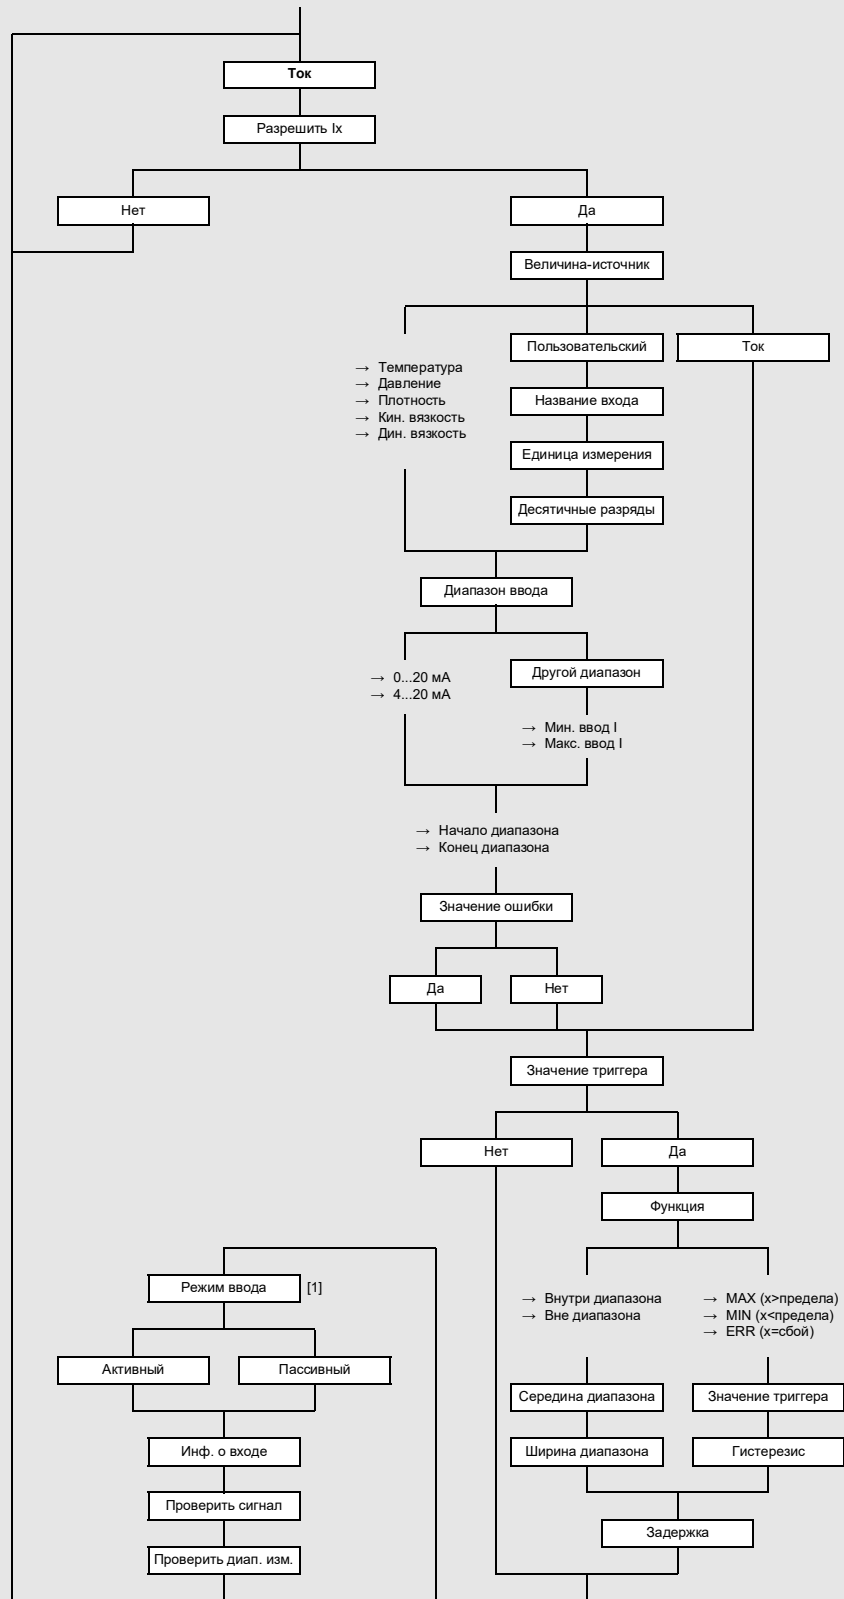 Ток
Разрешить Ix
Нет
Да
Величина-источник
Пользовательский
Ток
→ Температура
→ Давление
→ Плотность
→ Кин. вязкость
→ Дин. вязкость
Название входа
Единица измерения
Десятичные разряды
Диапазон ввода
→ 0...20 мА
→ 4...20 мА
Другой диапазон
→ Мин. ввод I
→ Макс. ввод I
→ Начало диапазона
→ Конец диапазона
Значение ошибки
Да
Нет
Значение триггера
Нет
Да
Функция
→ Внутри диапазона
→ Вне диапазона
→ MAX (x>предела)
→ MIN (x<предела)
→ ERR (x=сбой)
Середина диапазона
Значение триггера
Ширина диапазона
Гистерезис
Задержка
Режим ввода [1]
Активный
Пассивный
Инф. о входе
Проверить сигнал
Проверить диап. изм.